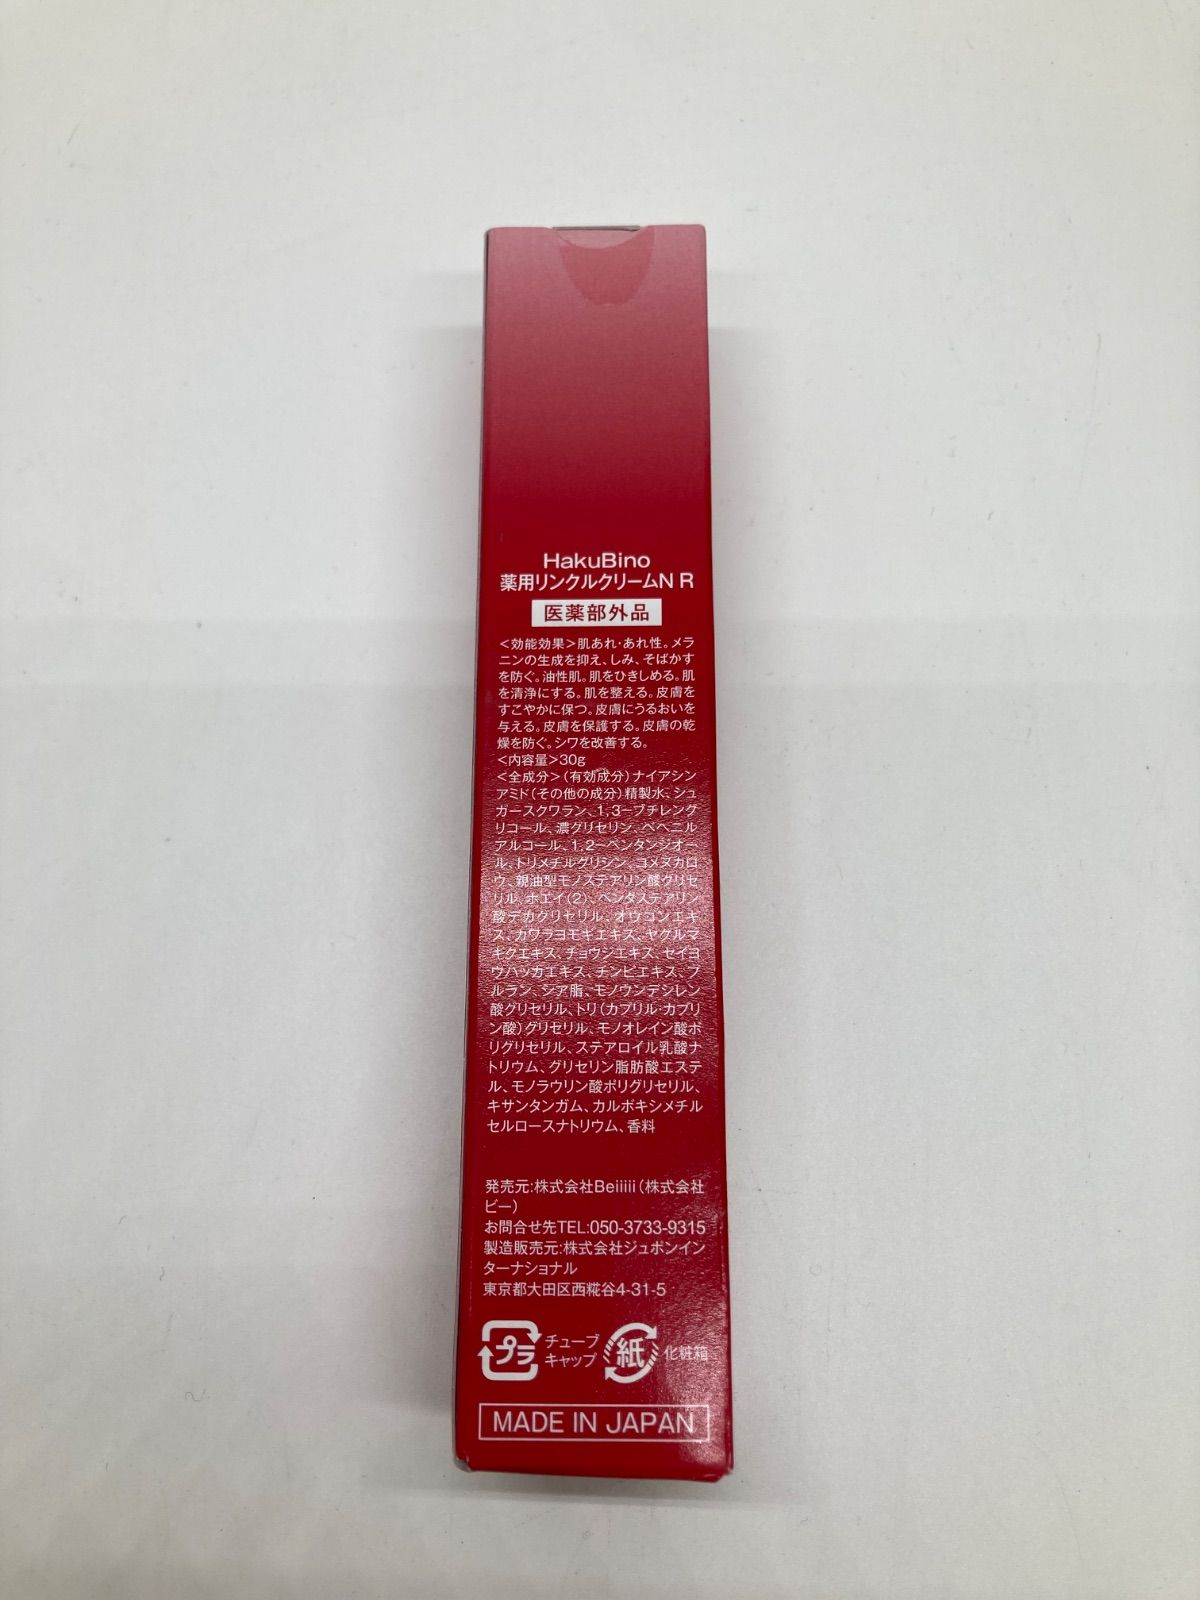 HakuBino
薬用リンクルクリームN R
医薬部外品
＜効能効果＞肌あれ・あれ性。メラ
ニンの生成を抑え、しみ、そばかす
を防ぐ。油性肌。肌をひきしめる。肌
を清浄にする。肌を整える。皮膚を
すこやかに保つ。皮膚にうるおいを
与える。皮膚を保護する。皮膚の乾
燥を防ぐ。シワを改善する。
＜内容量＞30g
＜全成分＞（有効成分）ナイアシン
アミド（その他の成分）精製水、シュ
ガースクワラン、1,3－ブチレング
リコール、濃グリセリン、ベヘニル
アルコール、1,2－ペンタンジオー
ル、トリメチルグリシン、コメヌカロ
ウ、親油型モノステアリン酸グリセ
リル、ホエイ（2）、ペンタステアリン
酸デカグリセリル、オウゴンエキ
ス、カワラヨモギエキス、ヤグルマ
ギクエキス、チョウジエキス、セイヨ
ウハッカエキス、チンピエキス、プ
ルラン、シア脂、モノウンデシレン
酸グリセリル、トリ（カプリル・カプリ
ン酸）グリセリル、モノオレイン酸ポ
リグリセリル、ステアロイル乳酸ナ
トリウム、グリセリン脂肪酸エステ
ル、モノラウリン酸ポリグリセリル、
キサンタンガム、カルボキシメチル
セルロースナトリウム、香料
発売元:株式会社Beiiiii（株式会社
ビー）
お問合せ先TEL:050-3733-9315
製造販売元:株式会社ジュポンイン
ターナショナル
東京都大田区西糀谷4-31-5
プラ チューブ キャップ 紙 化粧箱
MADE IN JAPAN